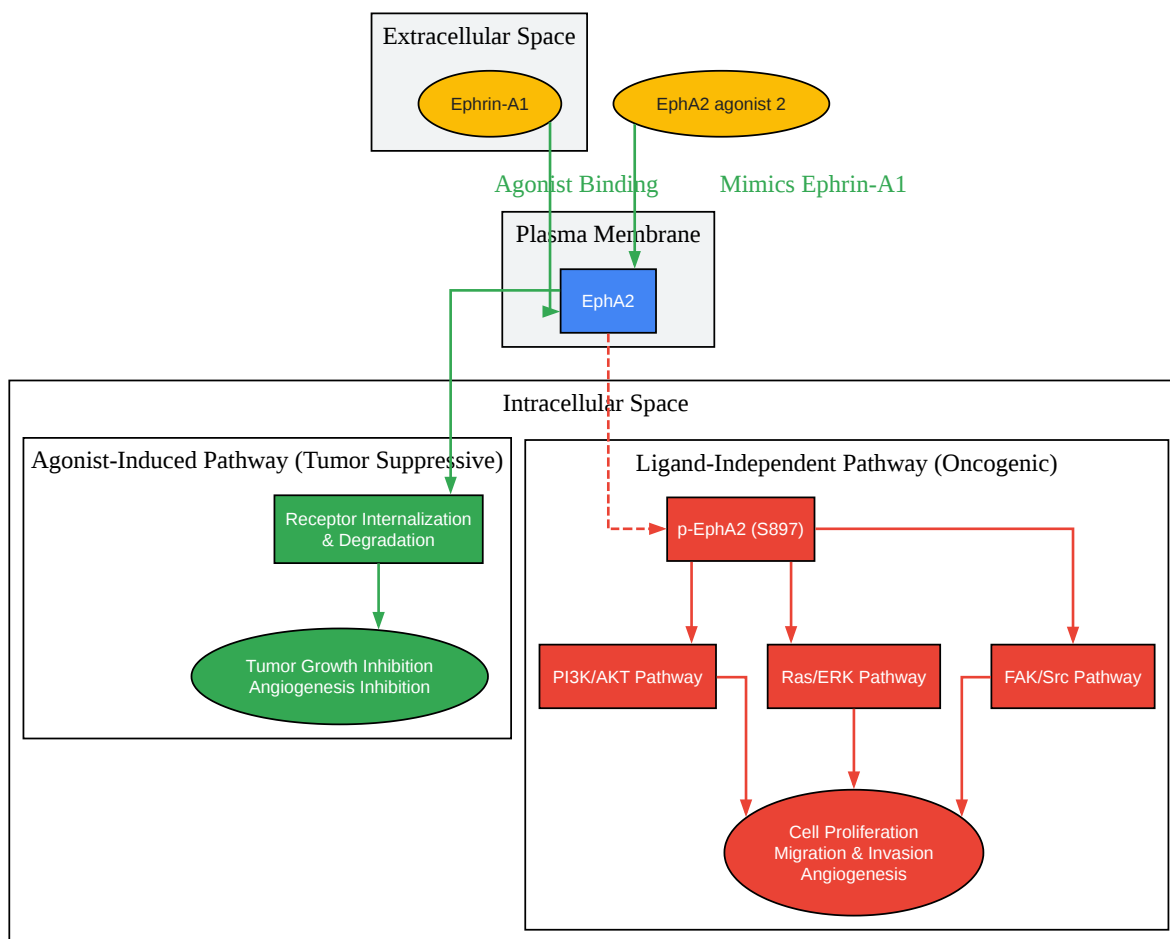 Extracellular Space
Ephrin-A1
EphA2 agonist 2
Agonist Binding
Mimics Ephrin-A1
Plasma Membrane
EphA2
Intracellular Space
Agonist-Induced Pathway (Tumor Suppressive)
Receptor Internalization
& Degradation
Tumor Growth Inhibition
Angiogenesis Inhibition
Ligand-Independent Pathway (Oncogenic)
p-EphA2 (S897)
PI3K/AKT Pathway
Ras/ERK Pathway
FAK/Src Pathway
Cell Proliferation
Migration & Invasion
Angiogenesis